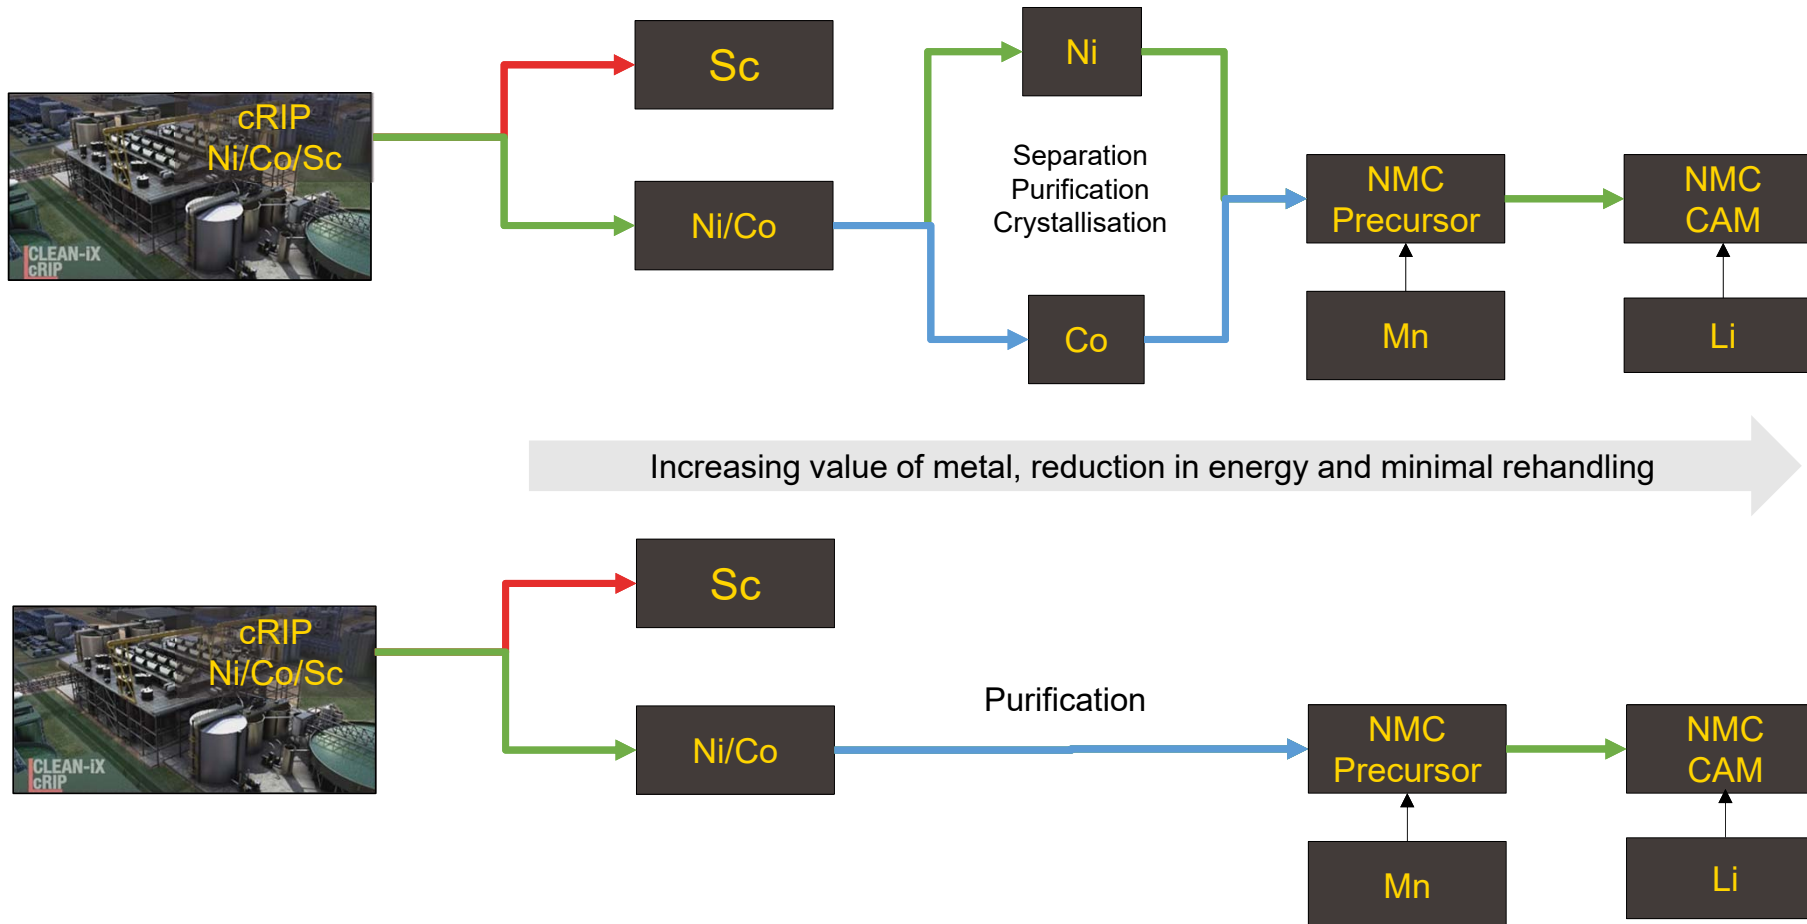 cRIP
Ni/Co/Sc
CLEAN-iX
cRIP
Sc
Ni/Co
Ni
Separation
Purification
Crystallisation
Co
NMC
Precursor
Mn
NMC
CAM
Li
Increasing value of metal, reduction in energy and minimal rehandling
cRIP
Ni/Co/Sc
CLEAN-iX
cRIP
Sc
Ni/Co
Purification
NMC
Precursor
Mn
NMC
CAM
Li